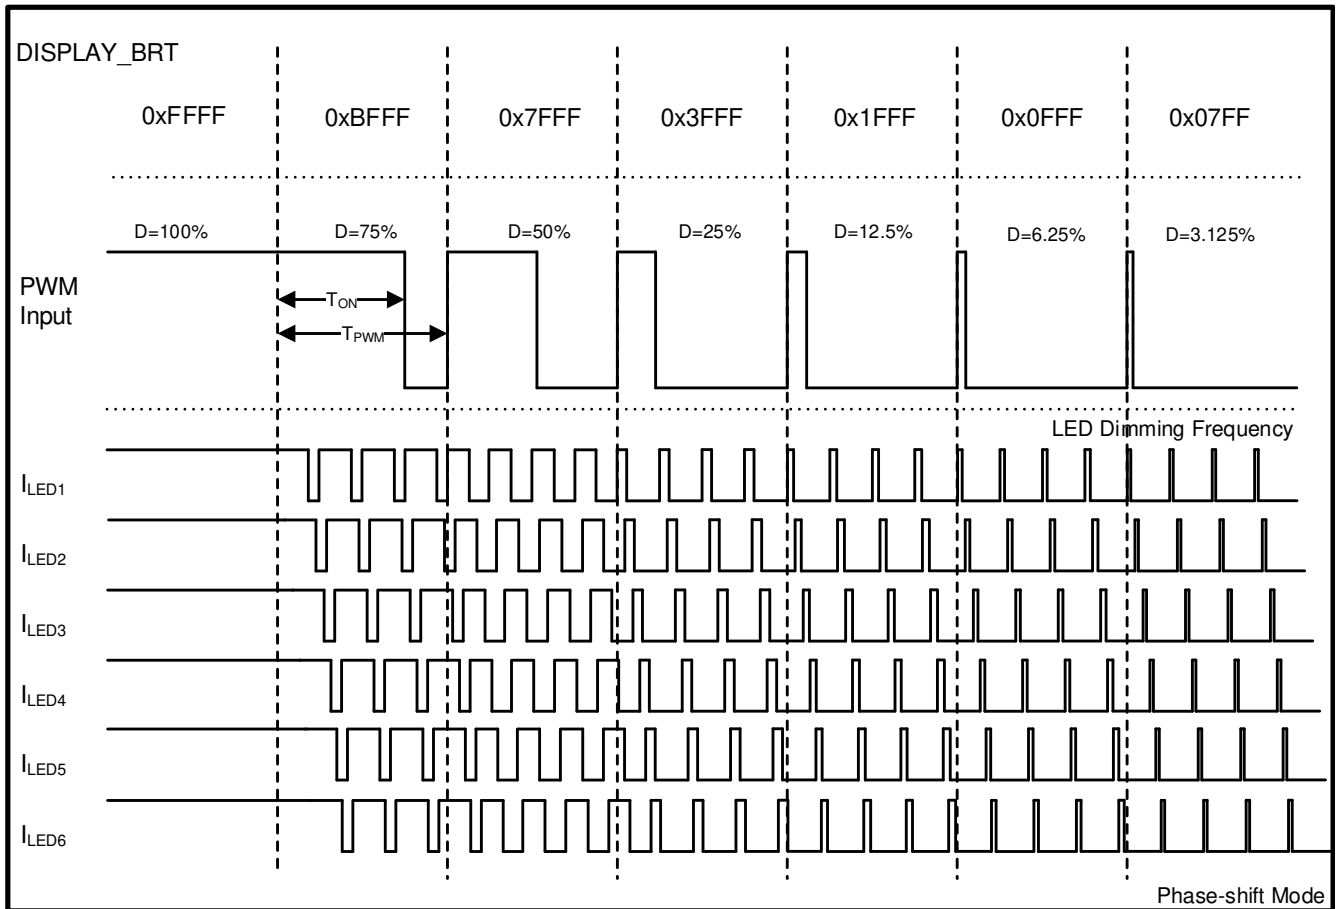 DISPLAY_BRT
0xFFFF 0xBFFF 0x7FFF 0x3FFF 0x1FFF 0x0FFF 0x07FF
D=100% D=75% D=50% D=25% D=12.5% D=6.25% D=3.125%
PWM
Input
TON
TPWM
LED Dimming Frequency
ILED1
ILED2
ILED3
ILED4
ILED5
ILED6
Phase-shift Mode